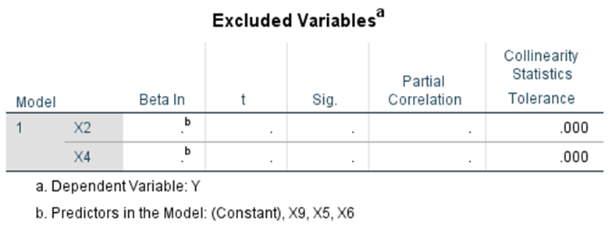 Excluded Variablesa
Collinearity
Statistics
Model Beta In t Sig. Partial Correlation Tolerance
1 X2 .b . . . .000
X4 .b . . . .000
a. Dependent Variable: Y
b. Predictors in the Model: (Constant), X9, X5, X6